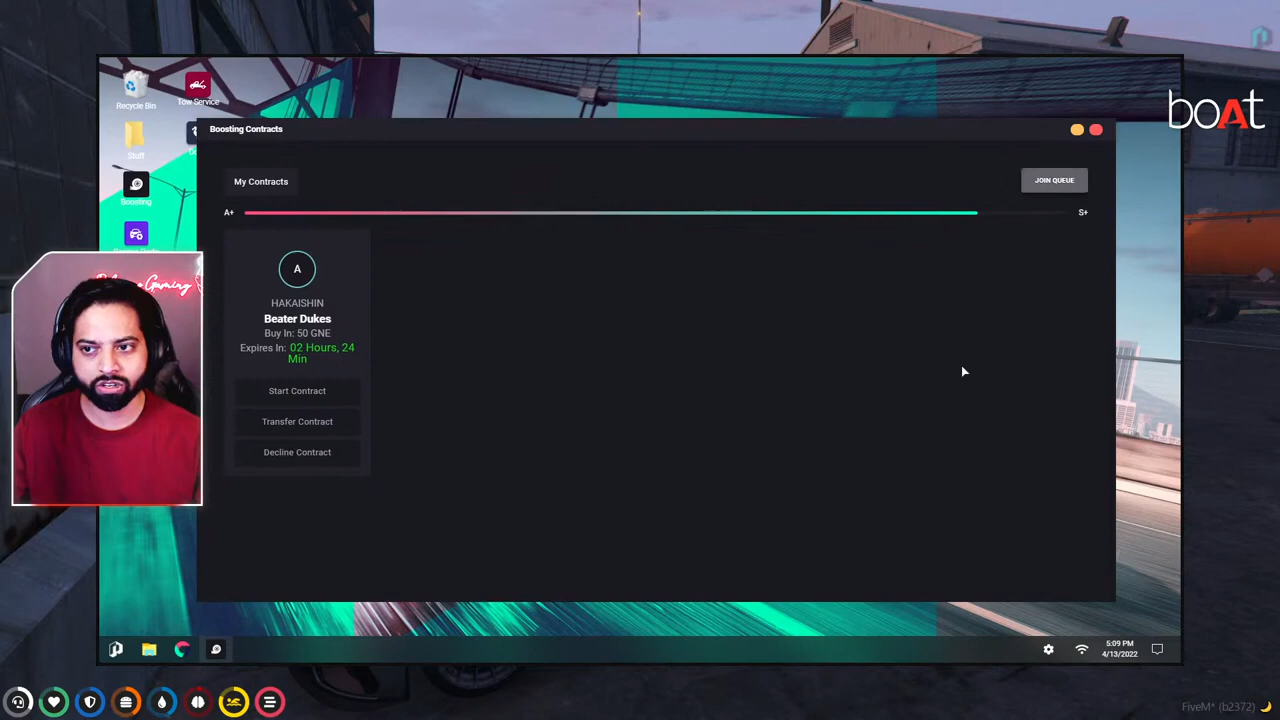 Recycle Bin
Tow Service
Stuff
Boosting
Boosting Contracts
boAt
My Contracts
JOIN QUEUE
A+
S+
A
HAKAISHIN
Beater Dukes
Buy In: 50 GNE
Expires In: 02 Hours, 24
Min
Start Contract
Transfer Contract
Decline Contract
Gaming
5:09 PM
4/13/2022
FiveM* (b2372)